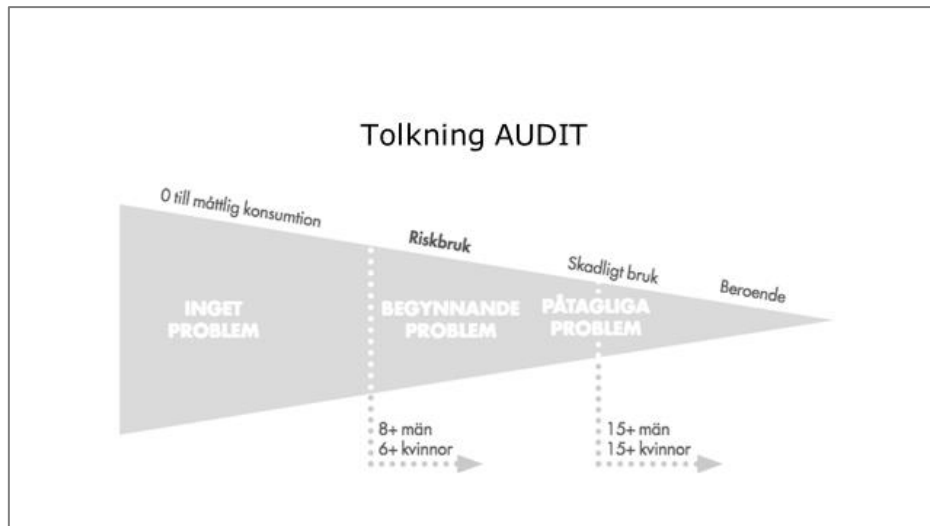 Tolkning AUDIT
0 till måttlig konsumtion
Riskbruk
Skadligt bruk
Beroende
INGET
PROBLEM
BEGYNNANDE
PROBLEM
PÅTAGLIGA
PROBLEM
8+ män
6+ kvinnor
15+ män
15+ kvinnor